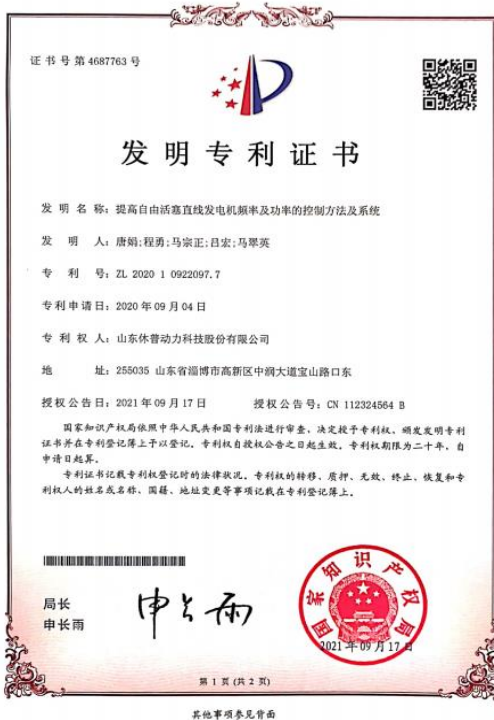 证书号第4687763号
发明专利证书
发明名称：提高自由活塞直线发电机频率及功率的控制方法及系统
发明人：唐娟;程勇;马宗正;吕宏;马翠英
专利号：ZL 2020 1 0922097.7
专利申请日：2020年09月04日
专利权人：山东休普动力科技股份有限公司
地址：255035 山东省淄博市高新区中润大道宝山路口东
授权公告日：2021年09月17日 授权公告号：CN 112324564 B
国家知识产权局依照中华人民共和国专利法进行审查，决定授予专利权，颁发发明专利
证书并在专利登记簿上予以登记。专利权自授权公告之日起生效。专利权期限为二十年，自
申请日起算。
专利证书记载专利权登记时的法律状况。专利权的转移、质押、无效、终止、恢复和专
利权人的姓名或名称、国籍、地址变更等事项记载在专利登记簿上。
局长
申长雨
申长雨
国家知识产权局
2021年09月17日
第1页(共2页)
其他事项参见背面